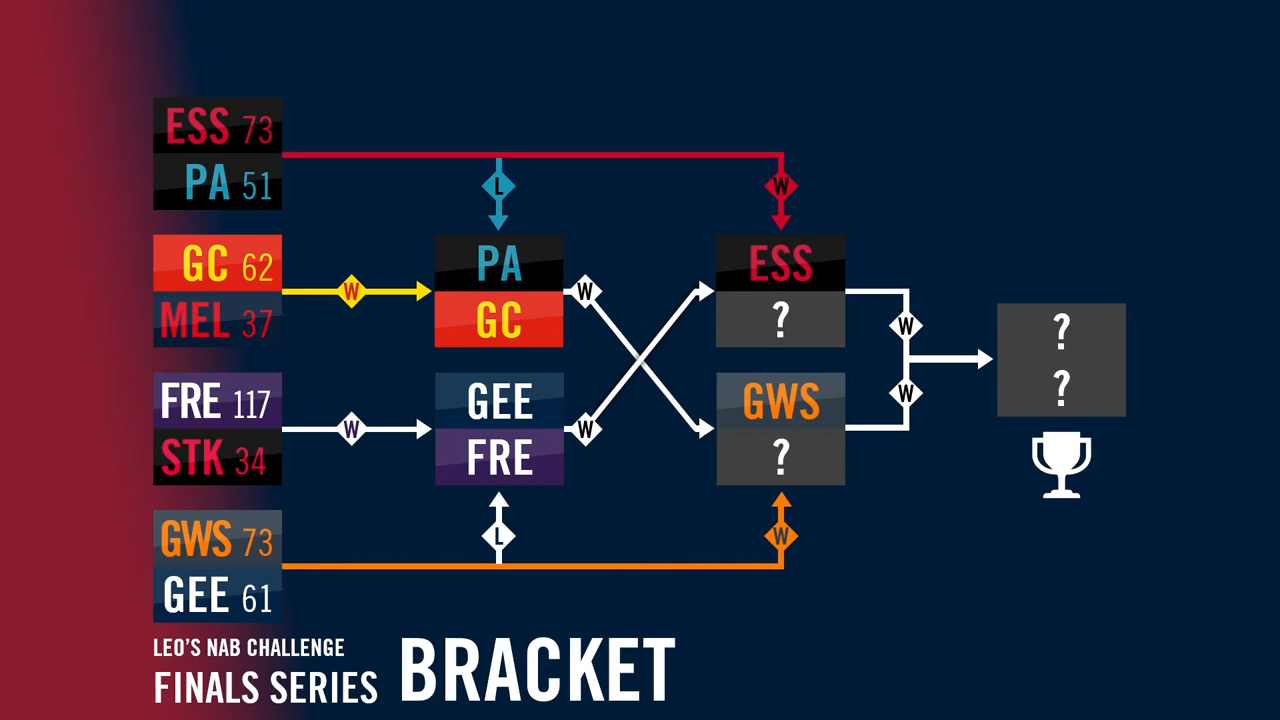 ESS 73
PA 51
GC 62
MEL 37
FRE 117
STK 34
GWS 73
GEE 61
L
W
W
W
PA
GC
GEE
FRE
W
W
L
W
ESS
?
GWS
?
W
W
?
?
LEO'S NAB CHALLENGE
FINALS SERIES
BRACKET